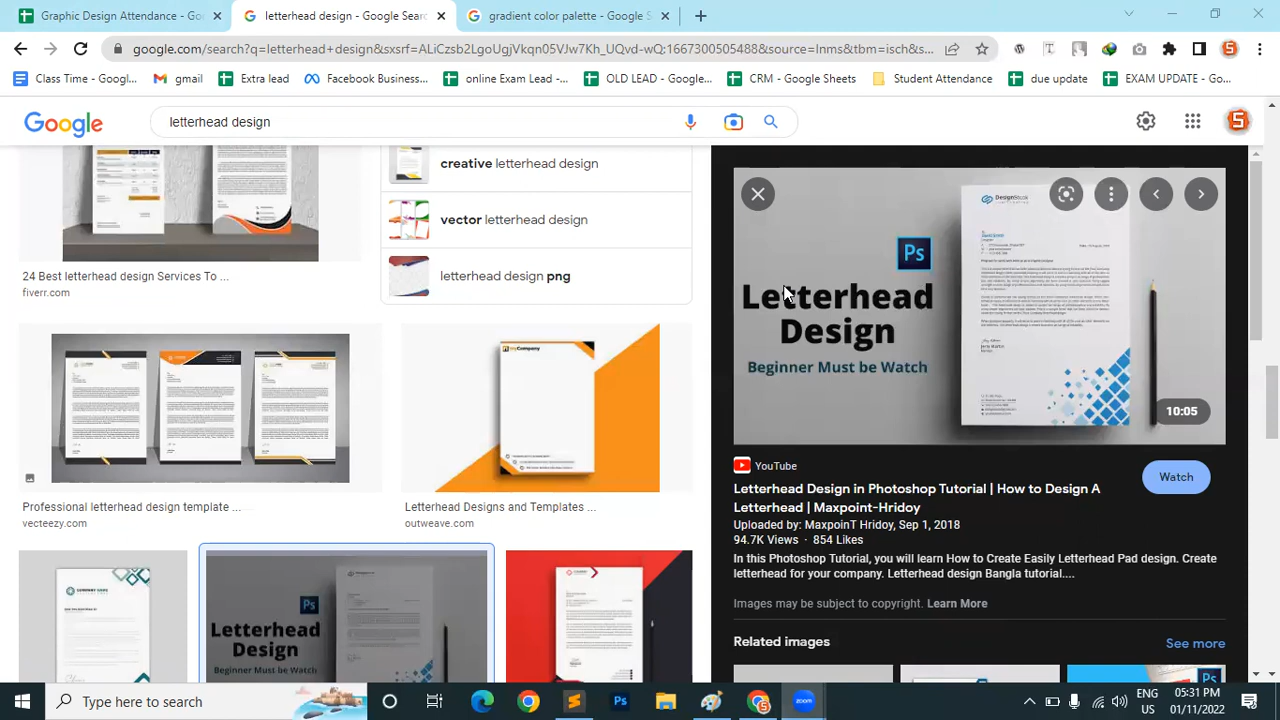 Graphic Design Attendance - Goo
letterhead design - Google Searc
gradient color palette - Google S
google.com/search?q=letterhead+design&sxsrf=ALiCzsb2LgoUgjVkqn05VJw7Kh_UQvd-wQ:1667300505488&source=lnms&tbm=isch&s...
Class Time - Googl...
gmail
Extra lead
Facebook Business...
online Exam Lead -...
OLD LEAD - Google...
CRM - Google Sheets
Student Attendance
due update
EXAM UPDATE - Go...
Google
letterhead design
creative letterhead design
vector letterhead design
letterhead design png
24 Best letterhead design Services To ...
fiverr.com
Professional letterhead design template ...
vecteezy.com
Letterhead Designs and Templates ...
outweave.com
Ps
Letterhead
Design
Beginner Must be Watch
Ps
Letterhead
Design
Beginner Must be Watch
10:05
YouTube
Watch
Letterhead Design in Photoshop Tutorial | How to Design A
Letterhead | Maxpoint-Hridoy
Uploaded by: MaxpoinT Hridoy, Sep 1, 2018
94.7K Views · 854 Likes
In this Photoshop Tutorial, you will learn How to Create Easily Letterhead Pad design. Create
letterhead for your company. Letterhead design Bangla tutorial....
Images may be subject to copyright. Learn More
Related images
See more
Ps
Type here to search
Ps
zoom
ENG
US
05:31 PM
01/11/2022